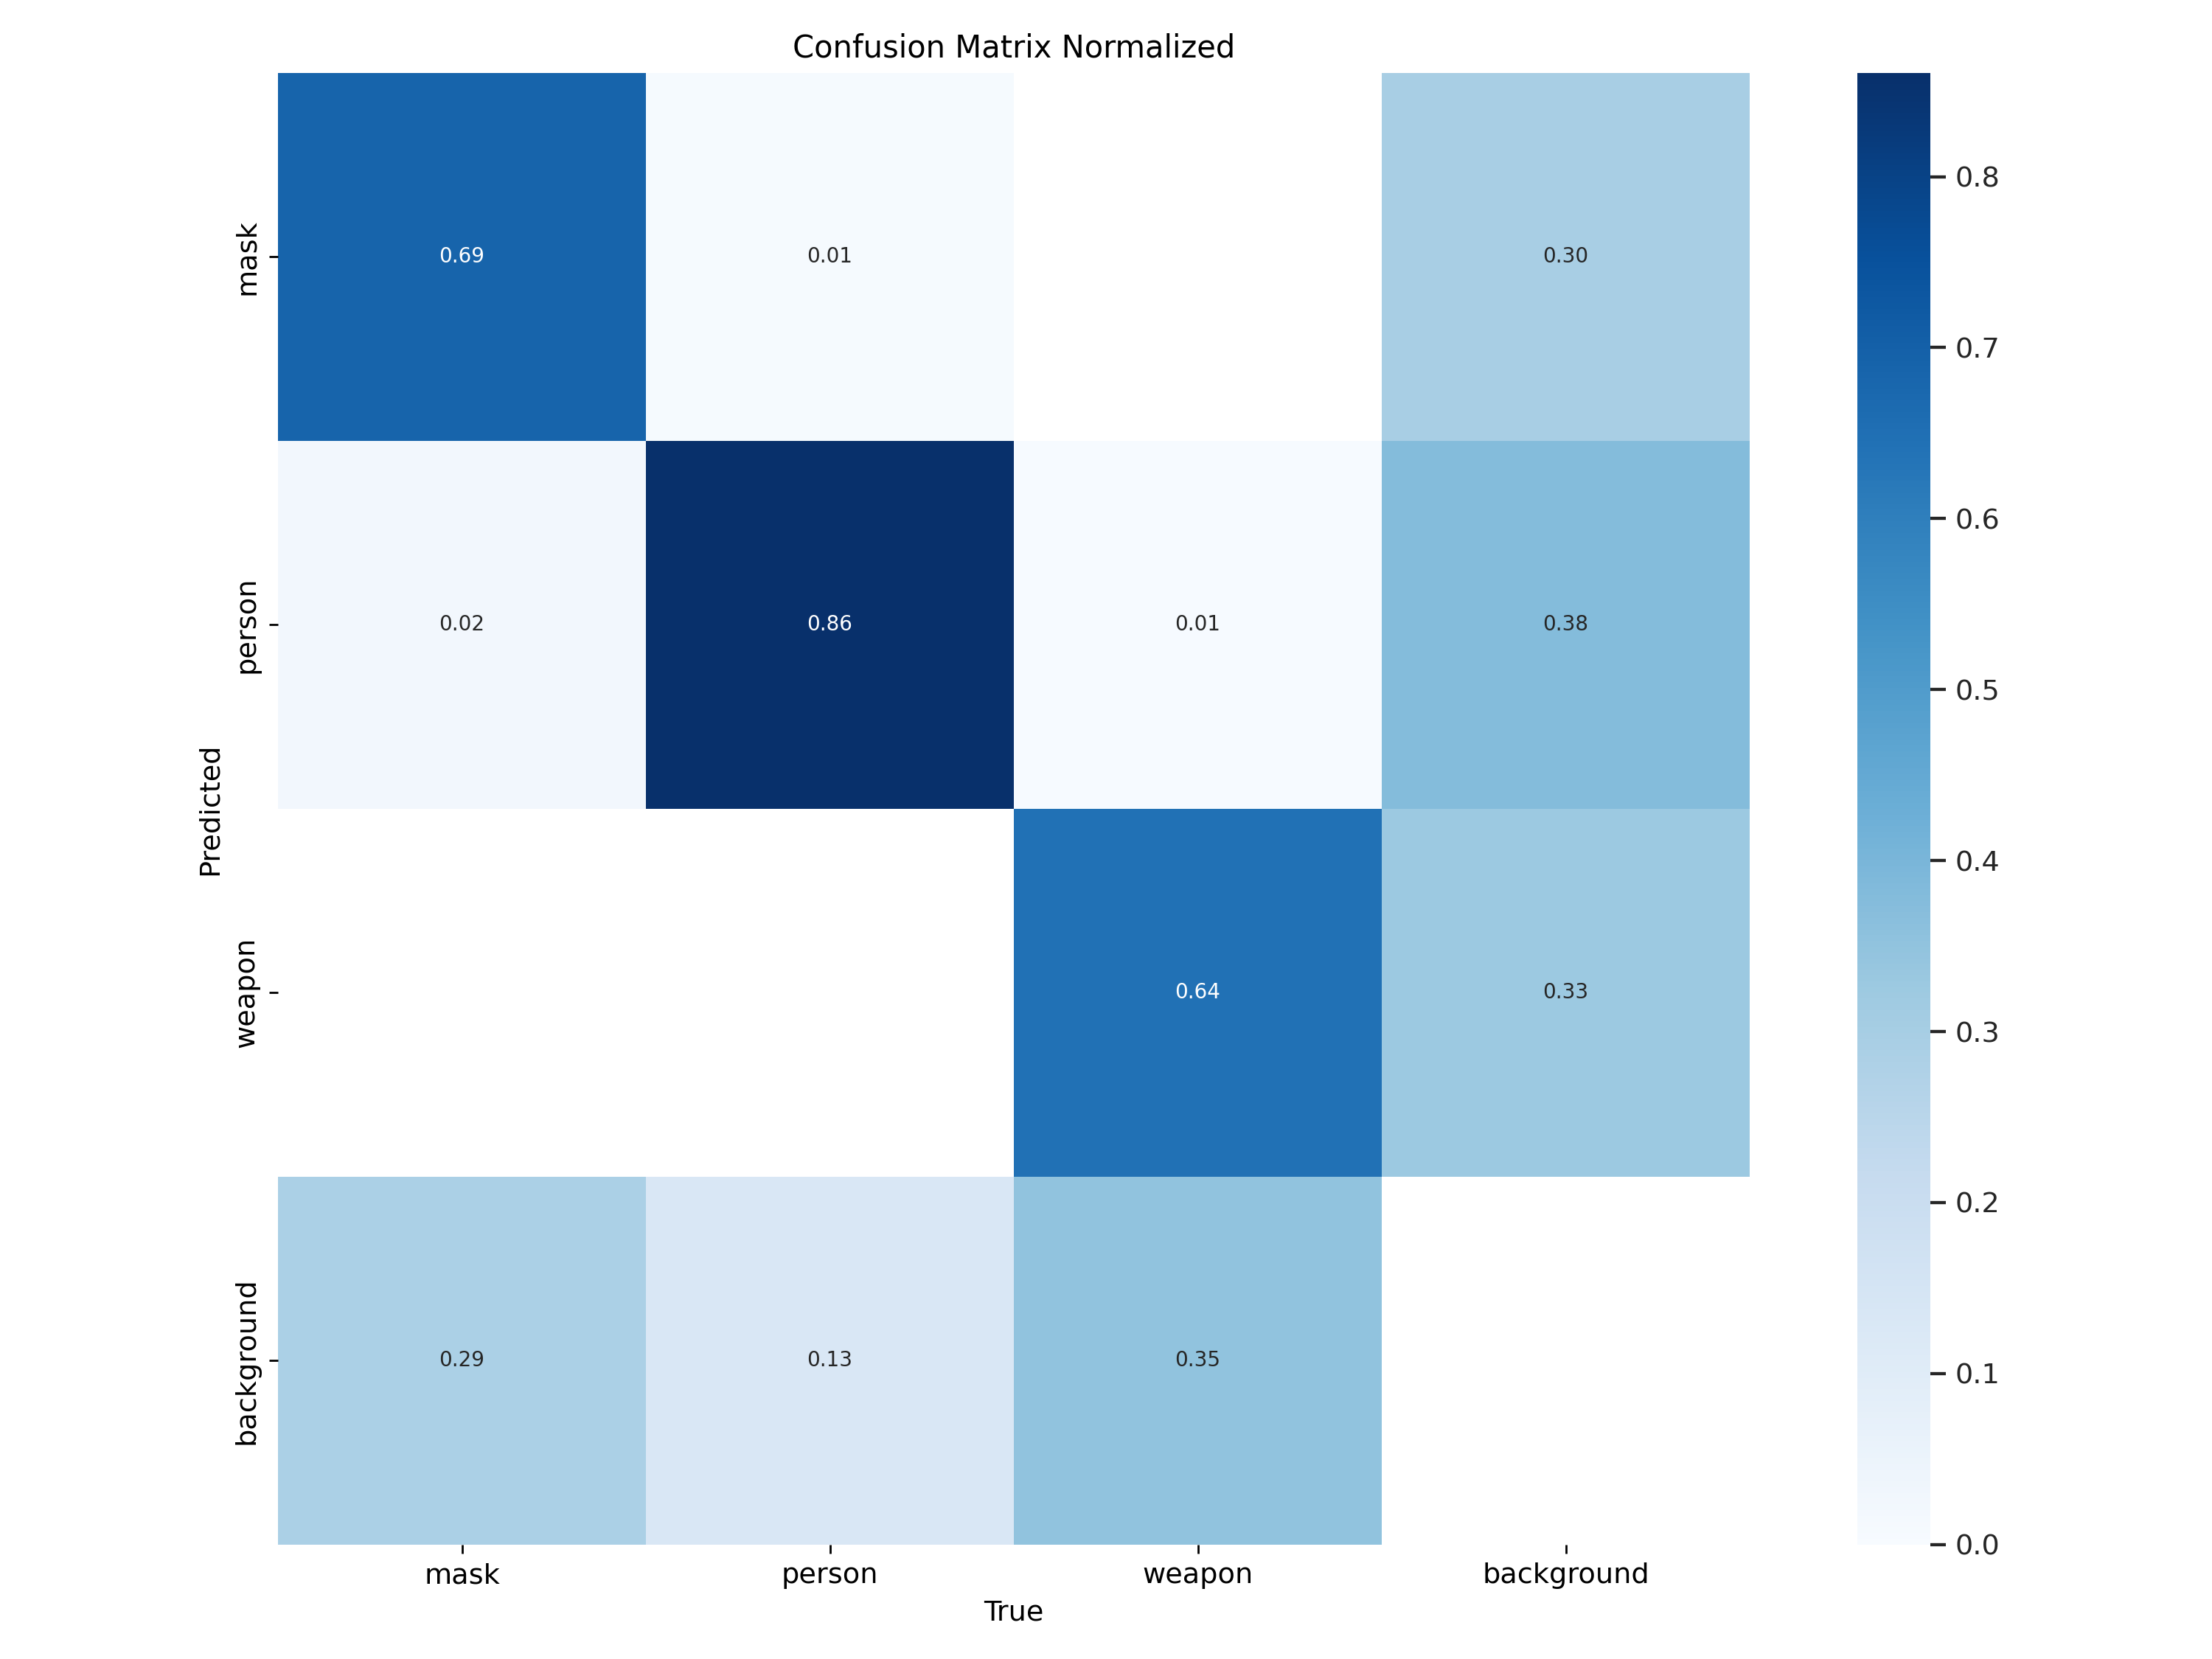 Confusion Matrix Normalized
mask
0.69
0.01
0.30
person
0.02
0.86
0.01
0.38
weapon
0.64
0.33
background
0.29
0.13
0.35
Predicted
mask
person
weapon
background
True
0.8
0.7
0.6
0.5
0.4
0.3
0.2
0.1
0.0